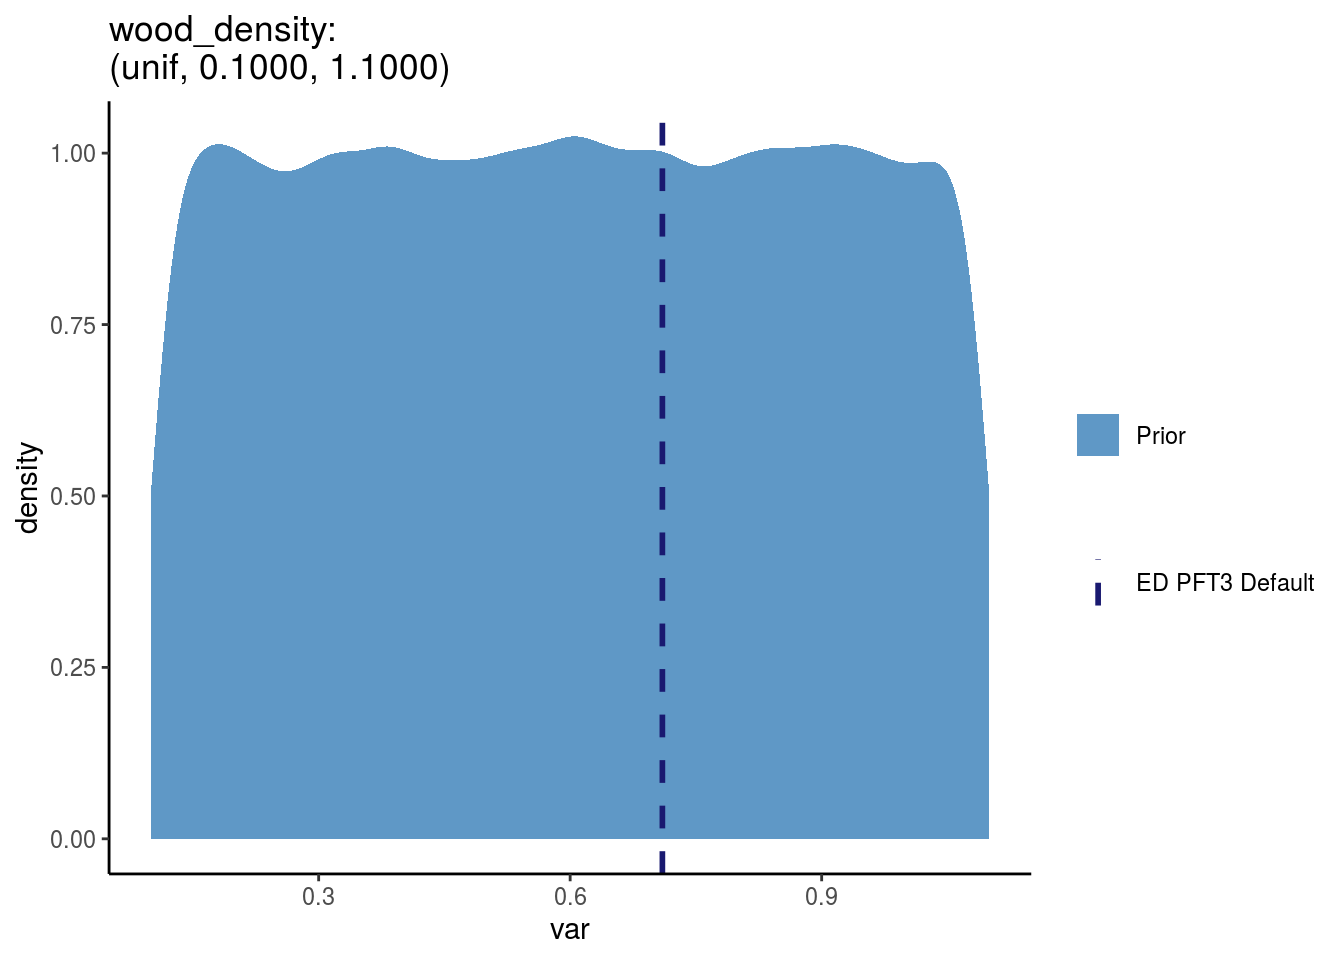 wood_density:
(unif, 0.1000, 1.1000)
1.00
0.75
0.50
0.25
0.00
density
0.3
0.6
0.9
var
Prior
ED PFT3 Default